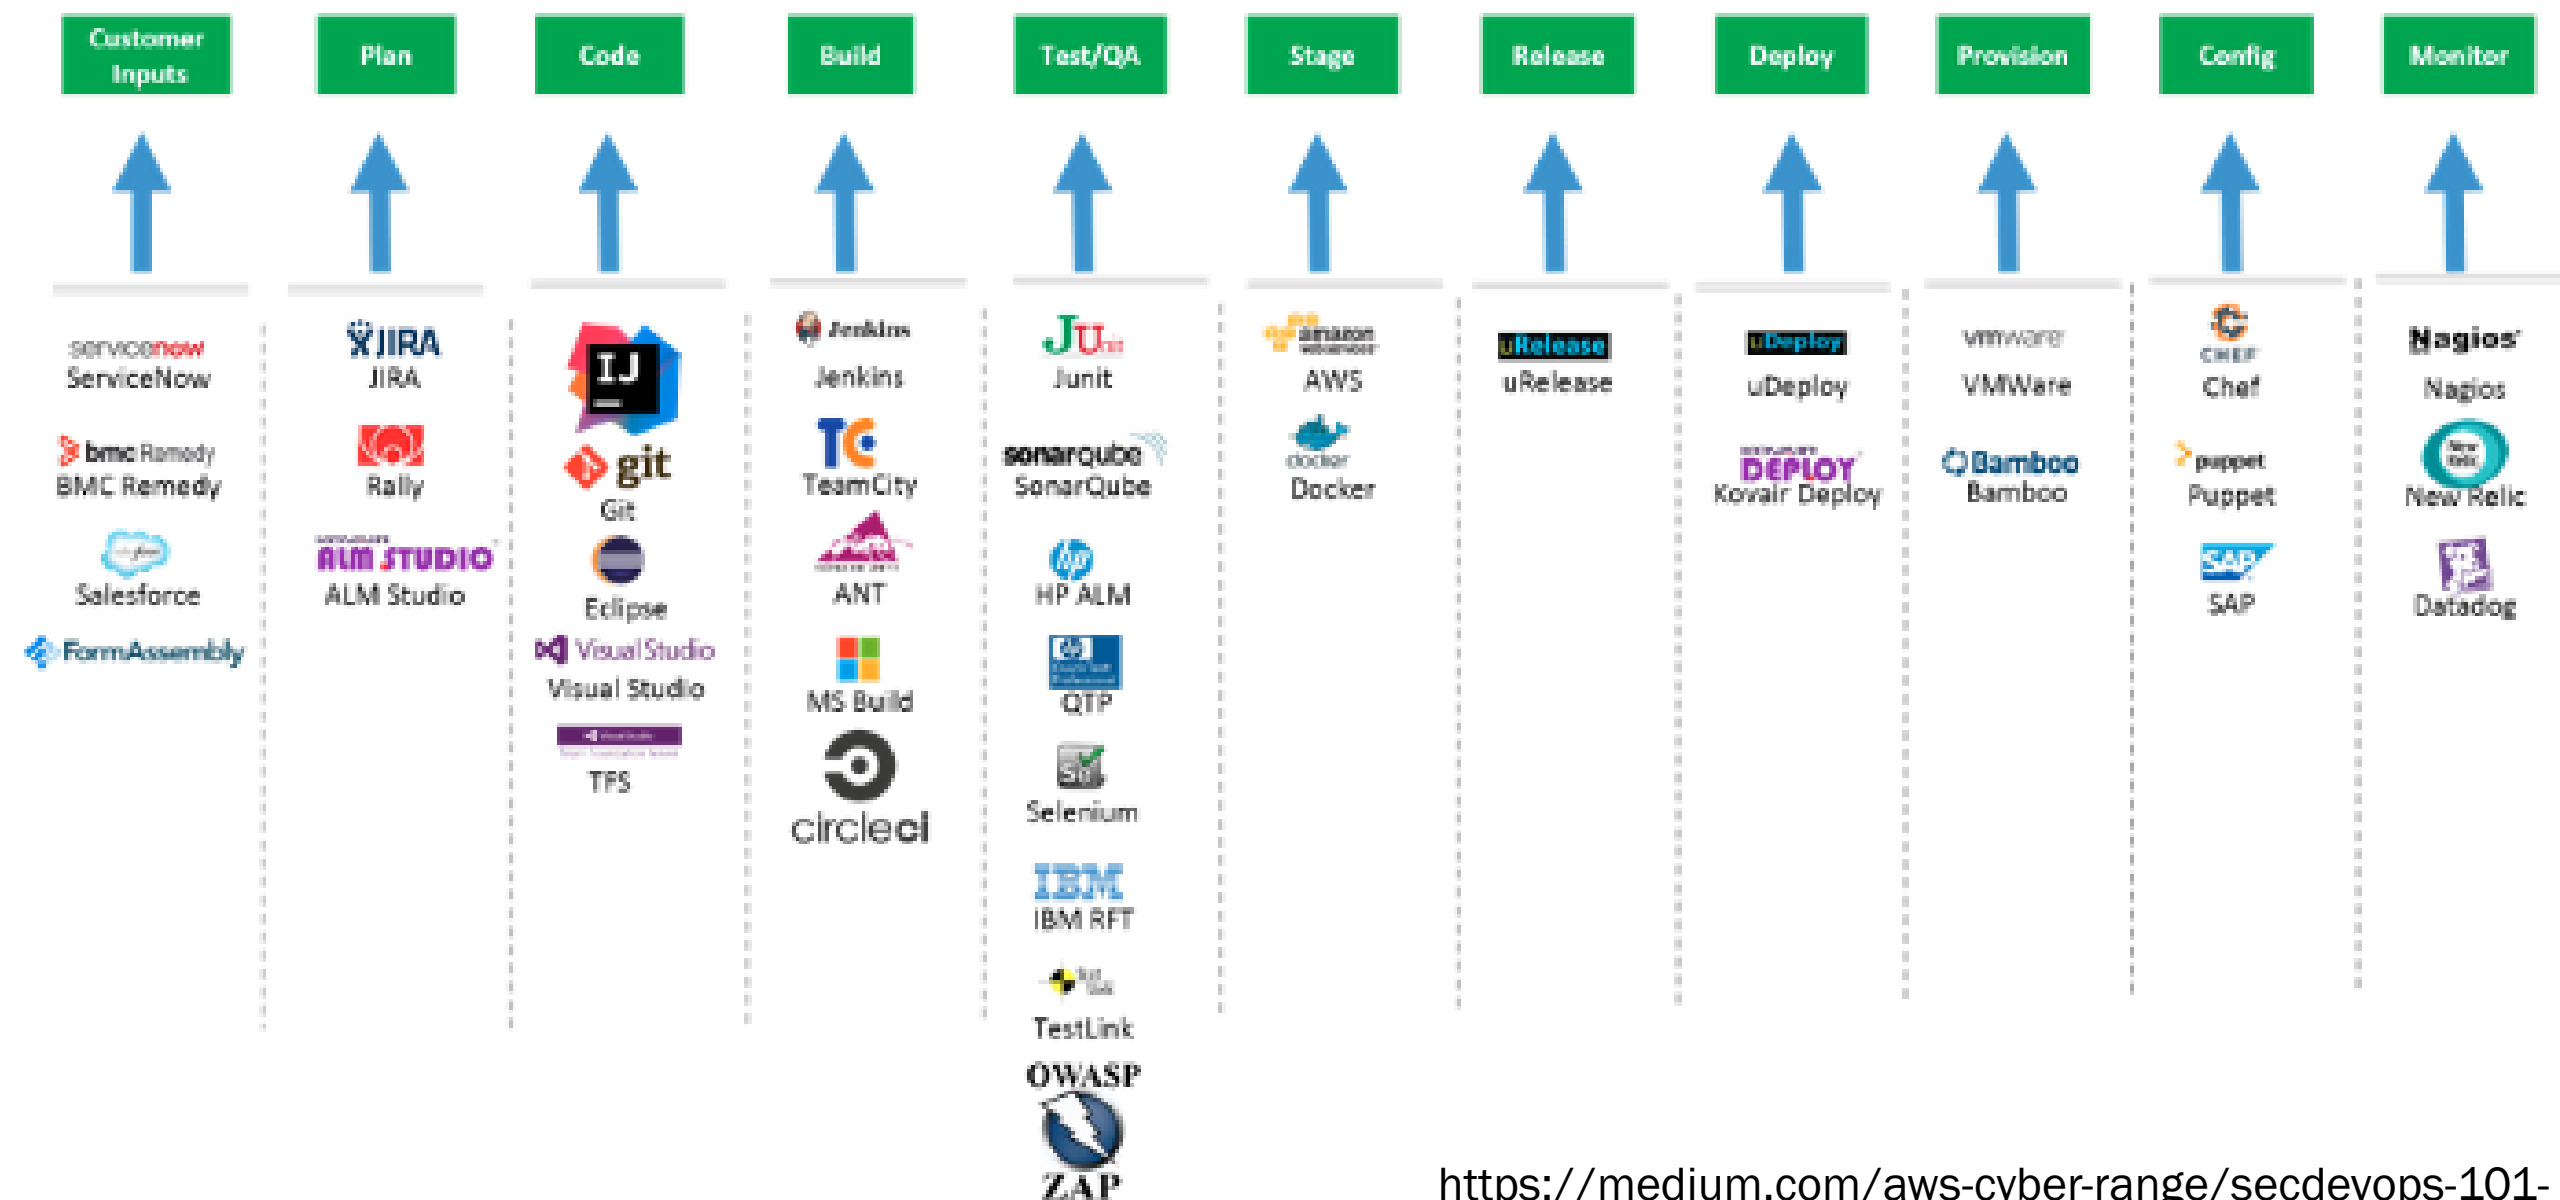 Customer
Inputs
Plan
Code
Build
Test/QA
Stage
Release
Deploy
Provision
Config
Monitor
servicenow
ServiceNow
bmc Remedy
BMC Remedy
Salesforce
FormAssembly
JIRA
JIRA
Rally
ALM STUDIO
ALM Studio
IJ
git
Git
Eclipse
Visual Studio
Visual Studio
TFS
Jenkins
Jenkins
TC
TeamCity
ANT
MS Build
circleci
JUnit
Junit
sonarqube
SonarQube
hp
HP ALM
QTP
Se
Selenium
IBM
IBM RFT
TestLink
OWASP
ZAP
amazon
AWS
docker
Docker
uRelease
uRelease
uDeploy
uDeploy
DEPLOY
Kovair Deploy
vmware
VMWare
Bamboo
Bamboo
CHEF
Chef
puppet
Puppet
SAP
SAP
Nagios
Nagios
New
Relic
New Relic
Datadog
https://medium.com/aws-cyber-range/secdevops-101-